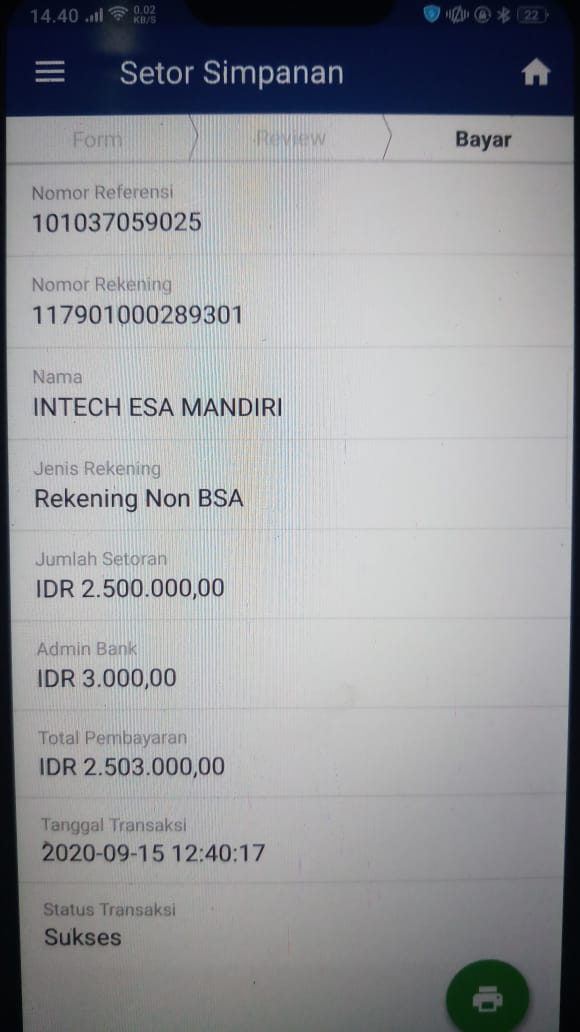 14.40 0.02
KB/S 22
Setor Simpanan
Form Review Bayar
Nomor Referensi
101037059025
Nomor Rekening
117901000289301
Nama
INTECH ESA MANDIRI
Jenis Rekening
Rekening Non BSA
Jumlah Setoran
IDR 2.500.000,00
Admin Bank
IDR 3.000,00
Total Pembayaran
IDR 2.503.000,00
Tanggal Transaksi
2020-09-15 12:40:17
Status Transaksi
Sukses